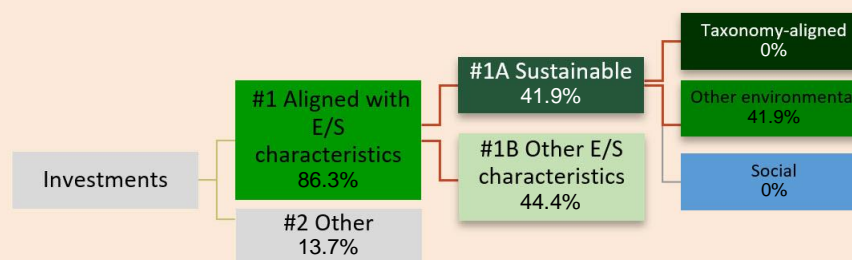 Investments
#1 Aligned with
E/S
characteristics
86.3%
#2 Other
13.7%
#1A Sustainable
41.9%
#1B Other E/S
characteristics
44.4%
Taxonomy-aligned
0%
Other environmenta
41.9%
Social
0%